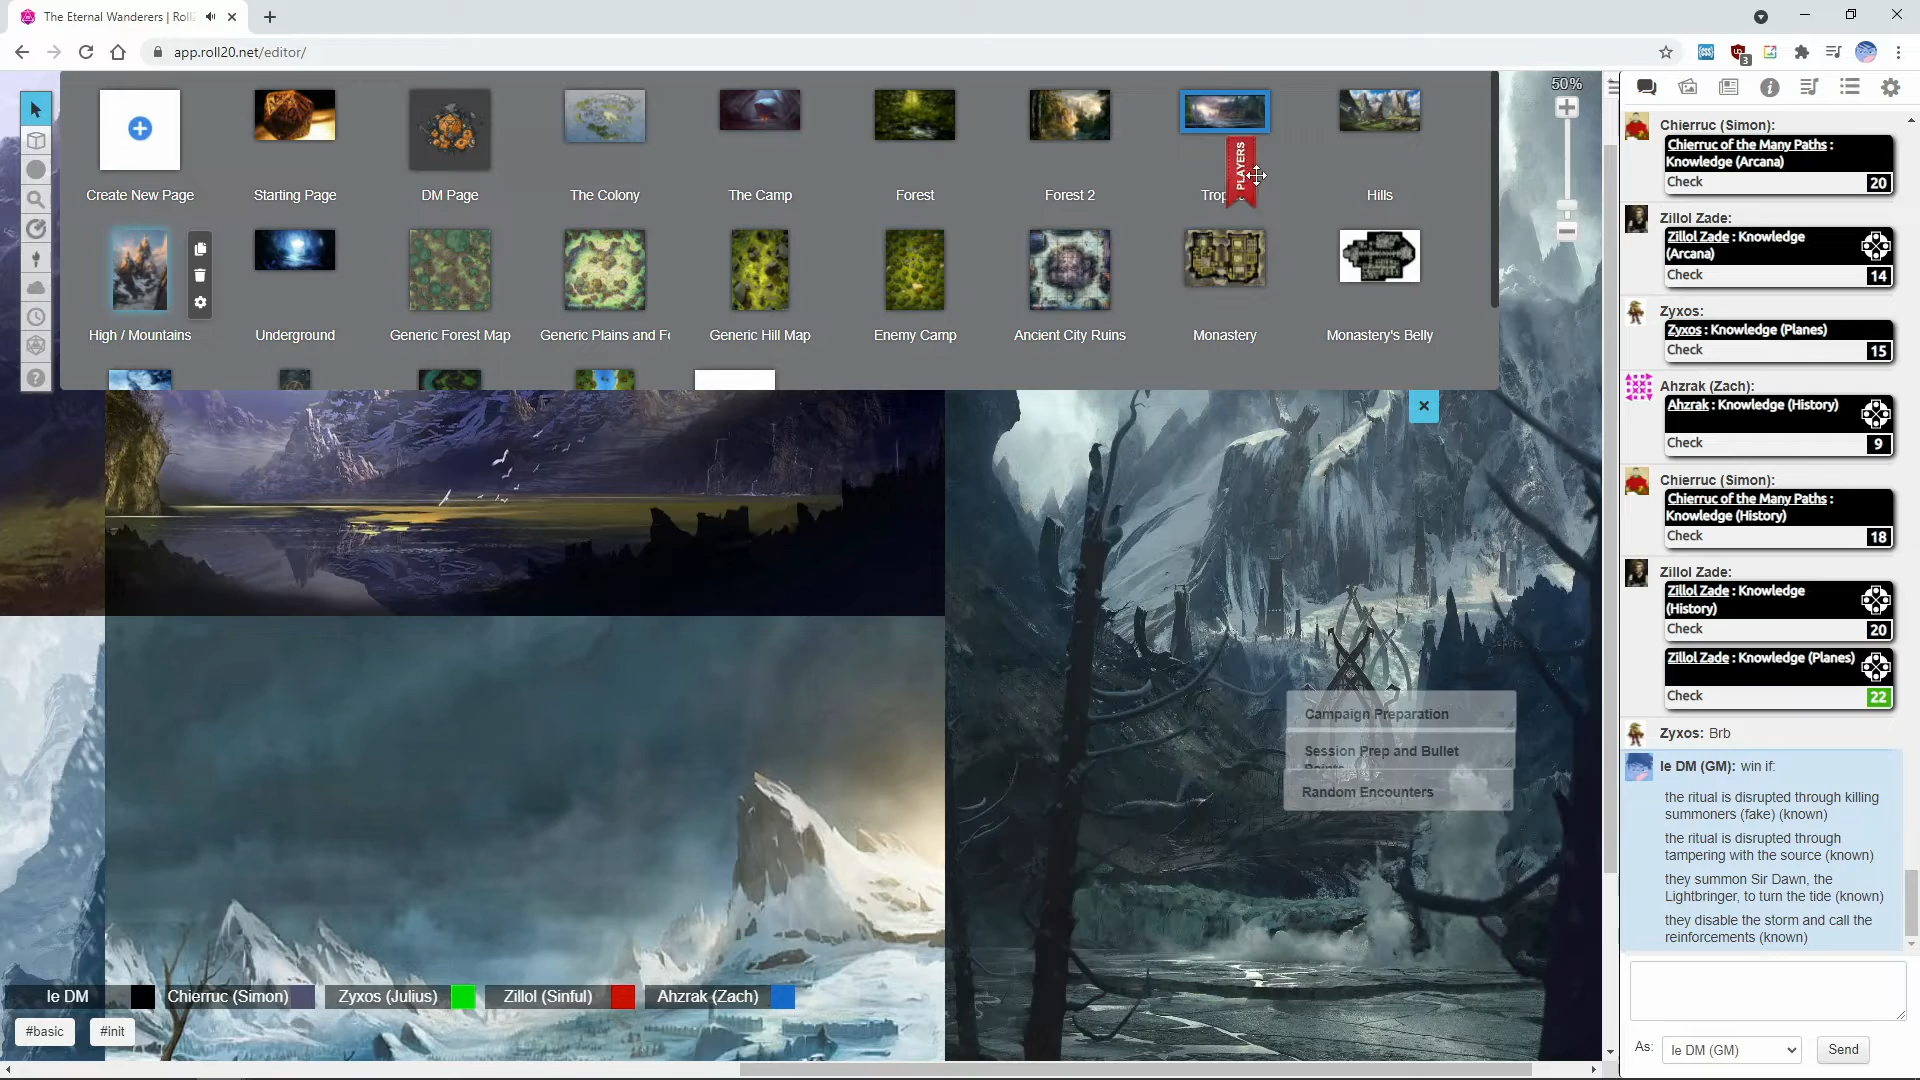 The Eternal Wanderers | Roll
app.roll20.net/editor/
3
50%
Create New Page
Starting Page
DM Page
The Colony
The Camp
Forest
Forest 2
Trop
PLAYERS
Hills
High / Mountains
Underground
Generic Forest Map
Generic Plains and Fo
Generic Hill Map
Enemy Camp
Ancient City Ruins
Monastery
Monastery's Belly
Campaign Preparation
Session Prep and Bullet
Points
Random Encounters
le DM
Chierruc (Simon)
Zyxos (Julius)
Zillol (Sinful)
Ahzrak (Zach)
#basic
#init
Chierruc (Simon):
Chierruc of the Many Paths :
Knowledge (Arcana)
Check 20
Zillol Zade:
Zillol Zade : Knowledge
(Arcana)
Check 14
Zyxos:
Zyxos : Knowledge (Planes)
Check 15
Ahzrak (Zach):
Ahzrak : Knowledge (History)
Check 9
Chierruc (Simon):
Chierruc of the Many Paths :
Knowledge (History)
Check 18
Zillol Zade:
Zillol Zade : Knowledge
(History)
Check 20
Zillol Zade : Knowledge (Planes)
Check 22
Zyxos: Brb
le DM (GM): win if:
the ritual is disrupted through killing
summoners (fake) (known)
the ritual is disrupted through
tampering with the source (known)
they summon Sir Dawn, the
Lightbringer, to turn the tide (known)
they disable the storm and call the
reinforcements (known)
As: le DM (GM) Send